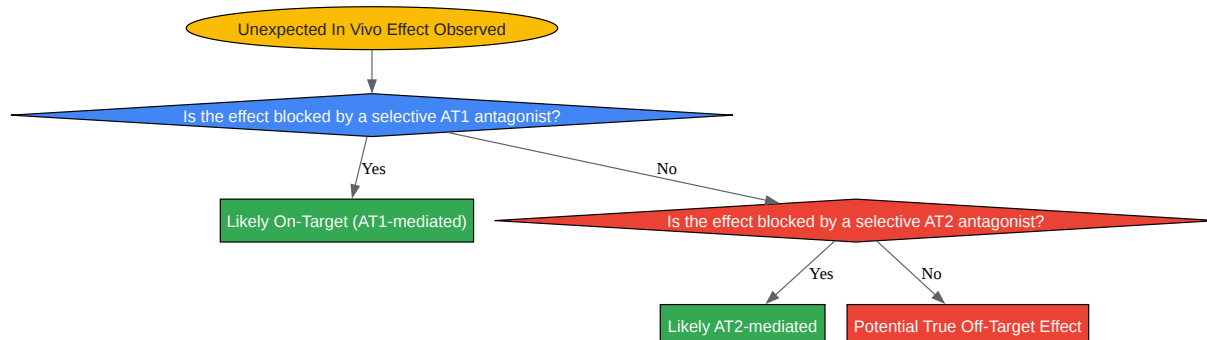 Unexpected In Vivo Effect Observed
Is the effect blocked by a selective AT1 antagonist?
Yes
No
Likely On-Target (AT1-mediated)
Is the effect blocked by a selective AT2 antagonist?
Yes
No
Likely AT2-mediated
Potential True Off-Target Effect